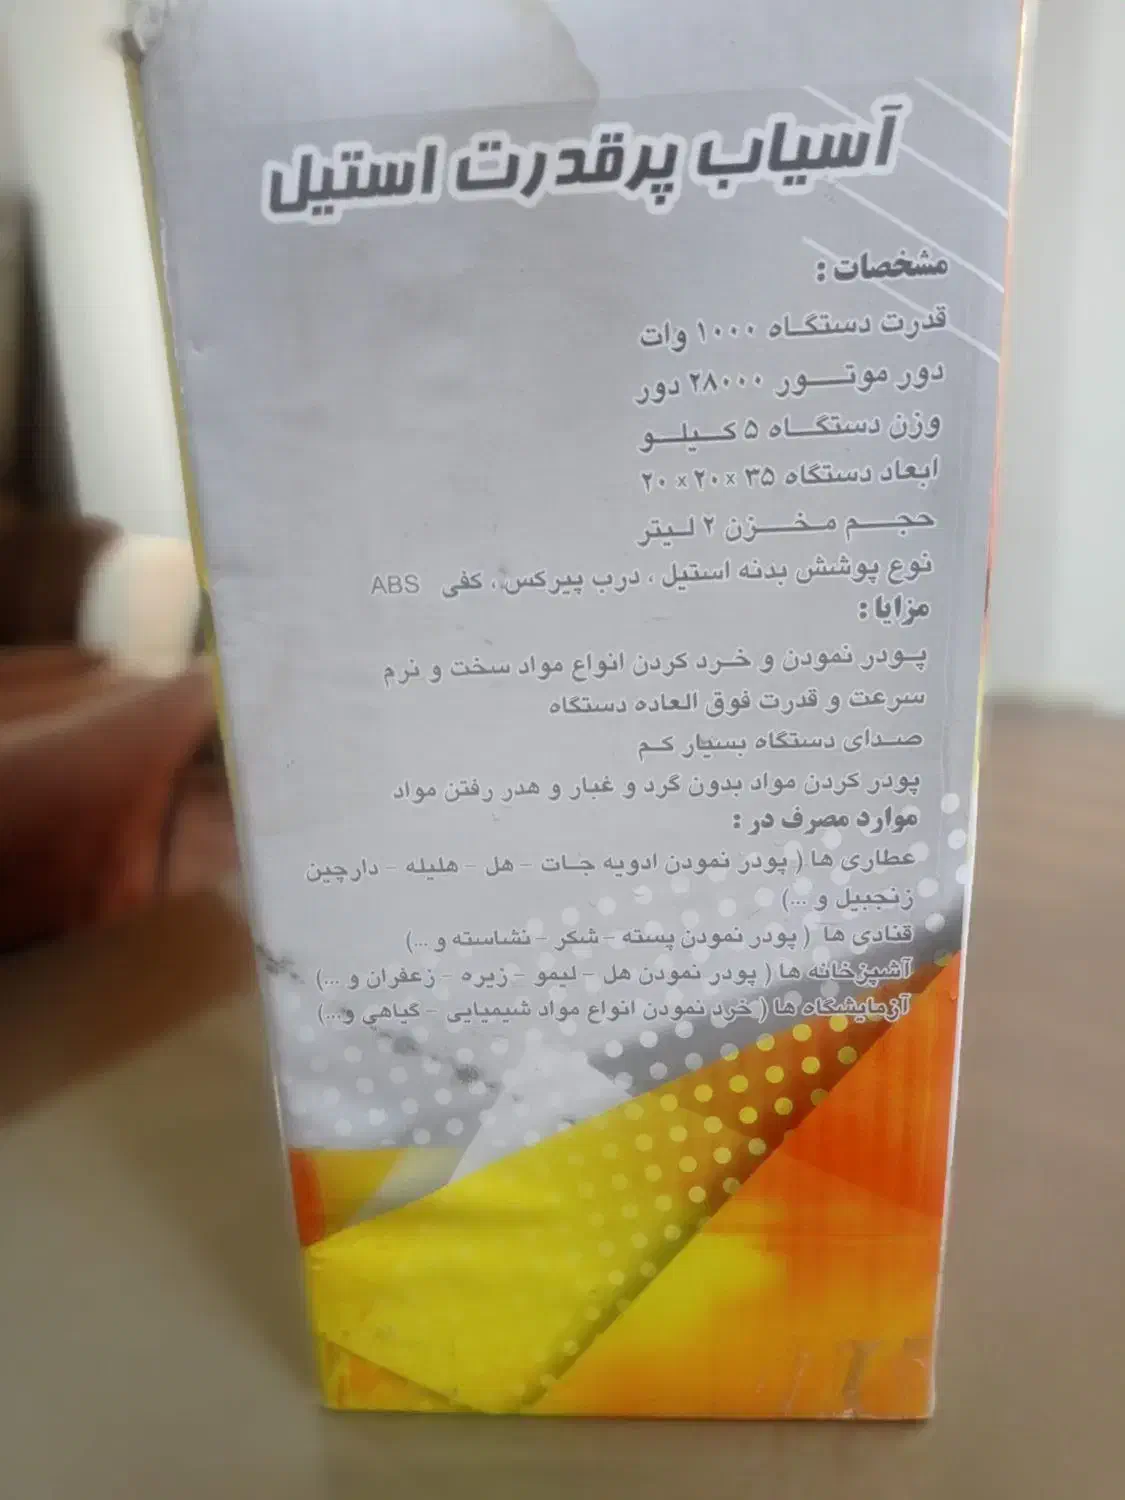 آسیاب پرقدرت استیل
مشخصات :
قدرت دستگاه ۱۰۰۰ وات
دور موتور ۲۸۰۰۰ دور
وزن دستگاه ۵ کیلو
ابعاد دستگاه ۳۵ × ۲۰ × ۲۰
حجم مخزن ۲ لیتر
نوع پوشش بدنه استیل ، درب پیرکس ، کفی ABS
مزایا :
پودر نمودن و خرد کردن انواع مواد سخت و نرم
سرعت و قدرت فوق العاده دستگاه
صدای دستگاه بسیار کم
پودر کردن مواد بدون گرد و غبار و هدر رفتن مواد
موارد مصرف در :
عطاری ها ( پودر نمودن ادویه جات - هل - هلیله - دارچین
زنجبیل و ...)
قنادی ها ( پودر نمودن پسته - شکر - نشاسته و ...)
آشپزخانه ها ( پودر نمودن هل - لیمو - زیره - زعفران و ...)
آزمایشگاه ها ( خرد نمودن انواع مواد شیمیایی - گیاهی و...)